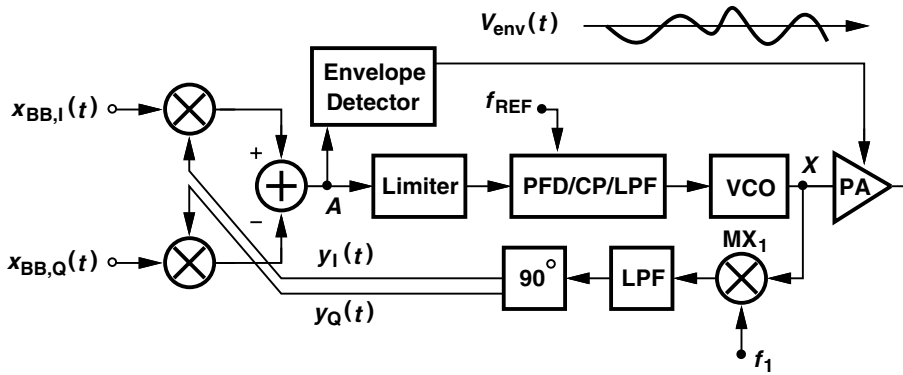 V_env(t)
Envelope
Detector
x_BB,I(t)
f_REF
+
A
Limiter
PFD/CP/LPF
VCO
X
PA
−
MX_1
x_BB,Q(t)
y_I(t)
y_Q(t)
90°
LPF
f_1